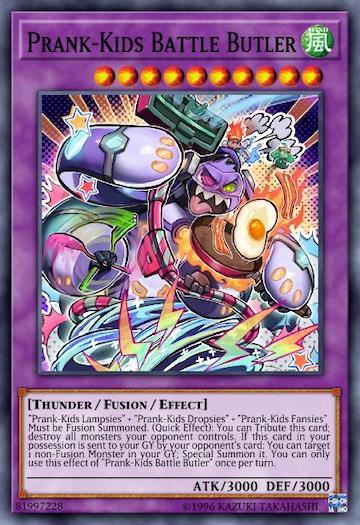 PRANK-KIDS BATTLE BUTLER
WIND
風
[THUNDER / FUSION / EFFECT]
"Prank-Kids Lampsies" + "Prank-Kids Dropsies" + "Prank-Kids Fansies"
Must be Fusion Summoned. (Quick Effect): You can Tribute this card;
destroy all monsters your opponent controls. If this card in your
possession is sent to your GY by your opponent's card: You can target
1 non-Fusion Monster in your GY; Special Summon it. You can only
use this effect of "Prank-Kids Battle Butler" once per turn.
ATK/3000 DEF/3000
81997228
©1996 KAZUKI TAKAHASHI